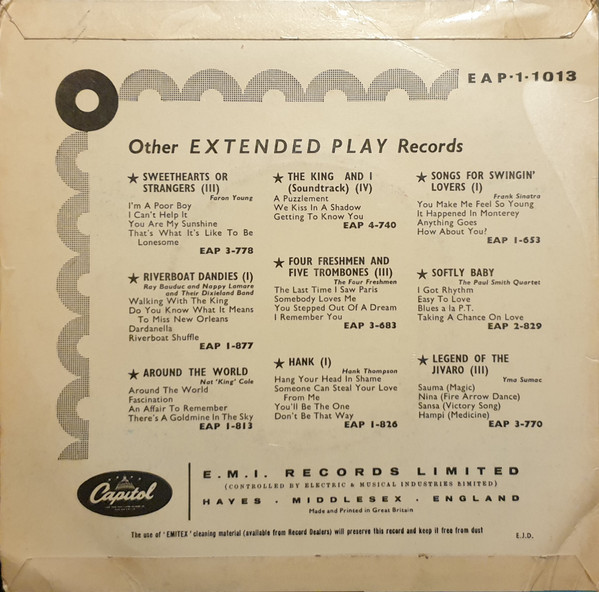 EAP·1-1013
Other EXTENDED PLAY Records
★ SWEETHEARTS OR
STRANGERS (III)
Faron Young
I'm A Poor Boy
I Can't Help It
You Are My Sunshine
That's What It's Like To Be
Lonesome
EAP 3-778
★ RIVERBOAT DANDIES (I)
Ray Bauduc and Nappy Lamare
and Their Dixieland Band
Walking With The King
Do You Know What It Means
To Miss New Orleans
Dardanella
Riverboat Shuffle
EAP 1-877
★ AROUND THE WORLD
Nat 'King' Cole
Around The World
Fascination
An Affair To Remember
There's A Goldmine In The Sky
EAP 1-813
★ THE KING AND I
(Soundtrack) (IV)
A Puzzlement
We Kiss In A Shadow
Getting To Know You
EAP 4-740
★ FOUR FRESHMEN AND
FIVE TROMBONES (III)
The Four Freshmen
The Last Time I Saw Paris
Somebody Loves Me
You Stepped Out Of A Dream
I Remember You
EAP 3-683
★ HANK (I)
Hank Thompson
Hang Your Head In Shame
Someone Can Steal Your Love
From Me
You'll Be The One
Don't Be That Way
EAP 1-826
★ SONGS FOR SWINGIN'
LOVERS (I)
Frank Sinatra
You Make Me Feel So Young
It Happened In Monterey
Anything Goes
How About You?
EAP 1-653
★ SOFTLY BABY
The Paul Smith Quartet
I Got Rhythm
Easy To Love
Blues a la P.T.
Taking A Chance On Love
EAP 2-829
★ LEGEND OF THE
JIVARO (III)
Yma Sumac
Sauma (Magic)
Nina (Fire Arrow Dance)
Sansa (Victory Song)
Hampi (Medicine)
EAP 3-770
Capitol
E.M.I. RECORDS LIMITED
(CONTROLLED BY ELECTRIC & MUSICAL INDUSTRIES LIMITED)
HAYES · MIDDLESEX · ENGLAND
Made and Printed in Great Britain
The use of 'EMITEX' cleaning material (available from Record Dealers) will preserve this record and keep it free from dust
E.J.D.